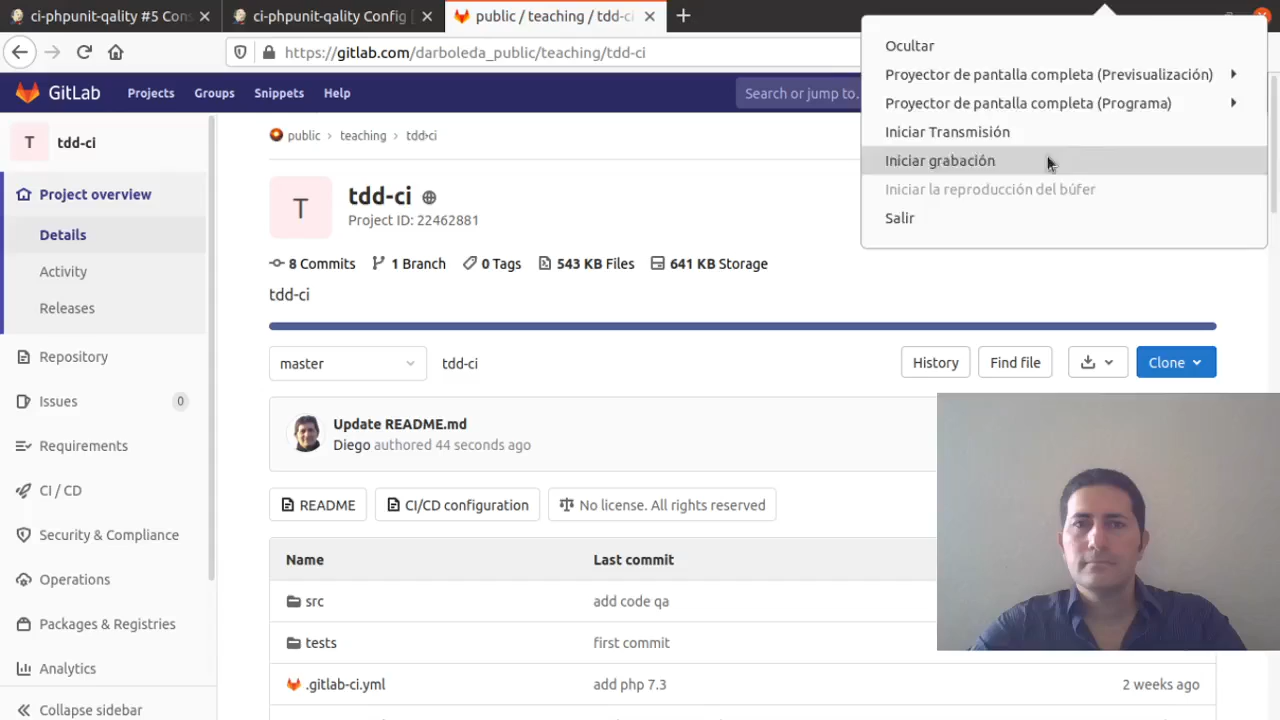 ci-phpunit-qality #5 Cons
ci-phpunit-qality Config [
public / teaching / tdd-ci ·
https://gitlab.com/darboleda_public/teaching/tdd-ci
GitLab
Projects
Groups
Snippets
Help
Search or jump to...
Ocultar
Proyector de pantalla completa (Previsualización)
Proyector de pantalla completa (Programa)
Iniciar Transmisión
Iniciar grabación
Iniciar la reproducción del búfer
Salir
T
tdd-ci
Project overview
Details
Activity
Releases
Repository
Issues
0
Requirements
CI / CD
Security & Compliance
Operations
Packages & Registries
Analytics
Collapse sidebar
public › teaching › tdd-ci
T
tdd-ci
Project ID: 22462881
8 Commits
1 Branch
0 Tags
543 KB Files
641 KB Storage
tdd-ci
master
tdd-ci
History
Find file
Clone
Update README.md
Diego authored 44 seconds ago
README
CI/CD configuration
No license. All rights reserved
Name
Last commit
src
add code qa
tests
first commit
.gitlab-ci.yml
add php 7.3
2 weeks ago